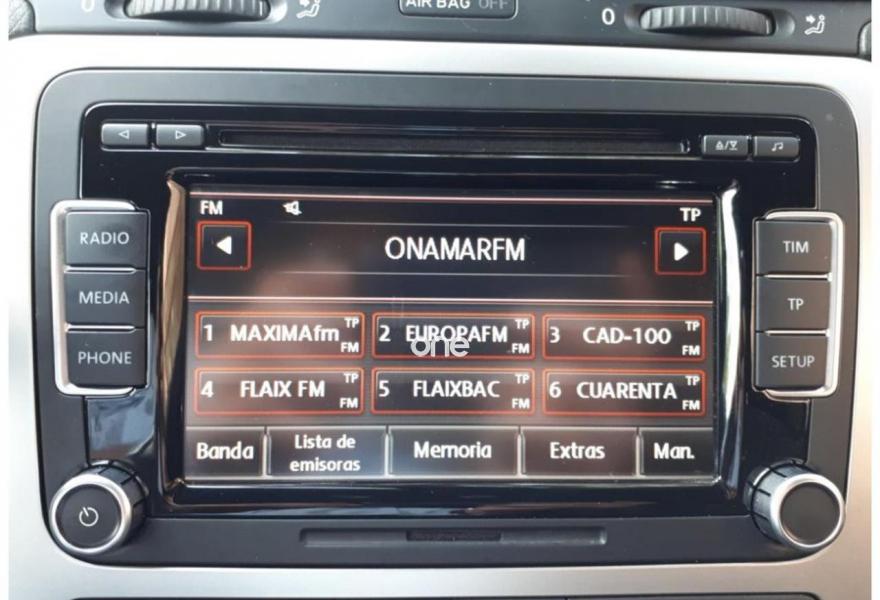 0
AIR BAG OFF
0
FM
TP
ONAMARFM
RADIO
MEDIA
PHONE
TIM
TP
SETUP
1 MAXIMAfm TP FM
2 EUROPAFM TP FM
3 CAD-100 TP FM
one
4 FLAIX FM TP FM
5 FLAIXBAC TP FM
6 CUARENTA TP FM
Banda
Lista de
emisoras
Memoria
Extras
Man.